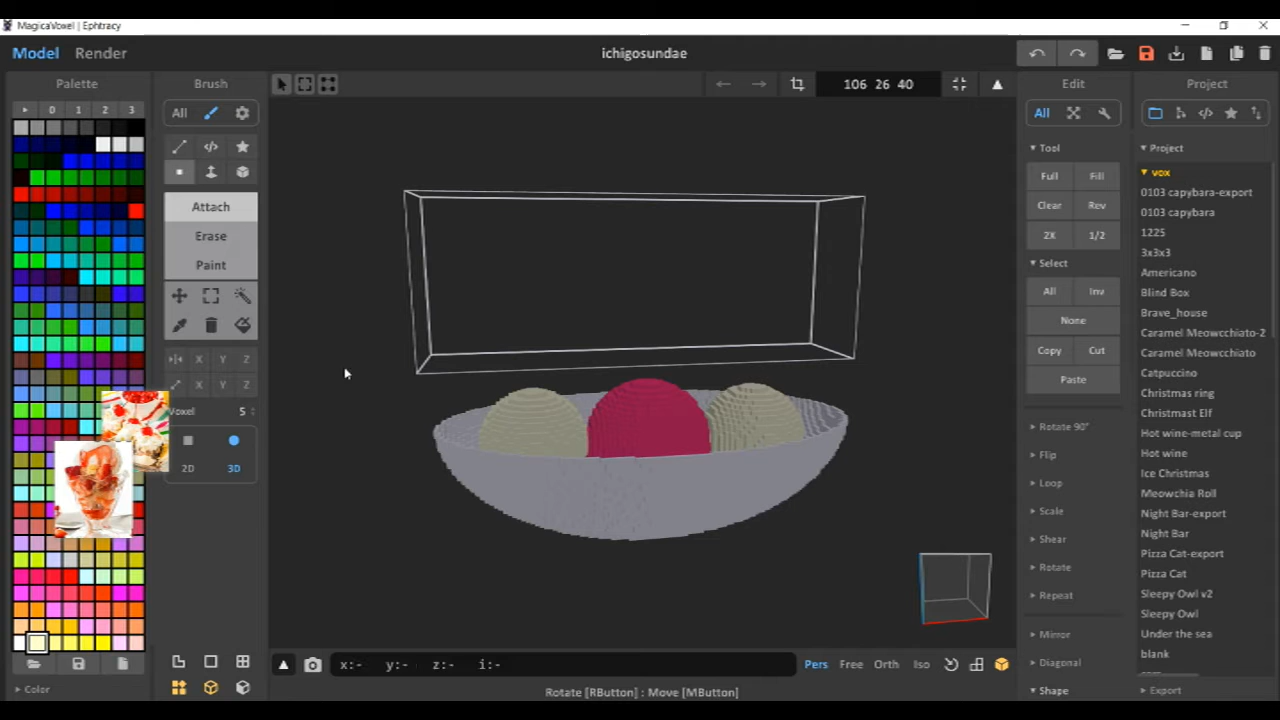 MagicaVoxel | Ephtracy
Model Render
ichigosundae
Palette
Brush
106 26 40
Edit
Project
0 1 2 3
All
All
Tool
Project
Full Fill
vox
Clear Rev
0103 capybara-export
Attach
0103 capybara
Erase
2X 1/2
1225
Paint
Select
3x3x3
All Inv
Americano
None
Blind Box
Copy Cut
Brave_house
Paste
Caramel Meowcchiato-2
X Y Z
Caramel Meowcchiato
X Y Z
Catpuccino
Voxel 5
Christmas ring
Rotate 90°
Christmast Elf
Flip
Hot wine-metal cup
2D 3D
Loop
Hot wine
Scale
Ice Christmas
Shear
Meowchia Roll
Rotate
Night Bar-export
Repeat
Night Bar
Pizza Cat-export
Pizza Cat
Sleepy Owl v2
Sleepy Owl
Mirror
Under the sea
Diagonal
blank
x:- y:- z:- i:-
Pers Free Orth Iso
Color
Shape
Export
Rotate [RButton] : Move [MButton]